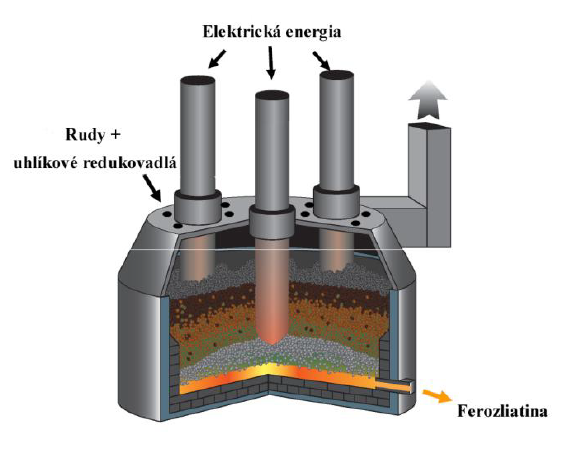 Elektrická energia
Rudy +
uhlíkové redukovadlá
Ferozliatina